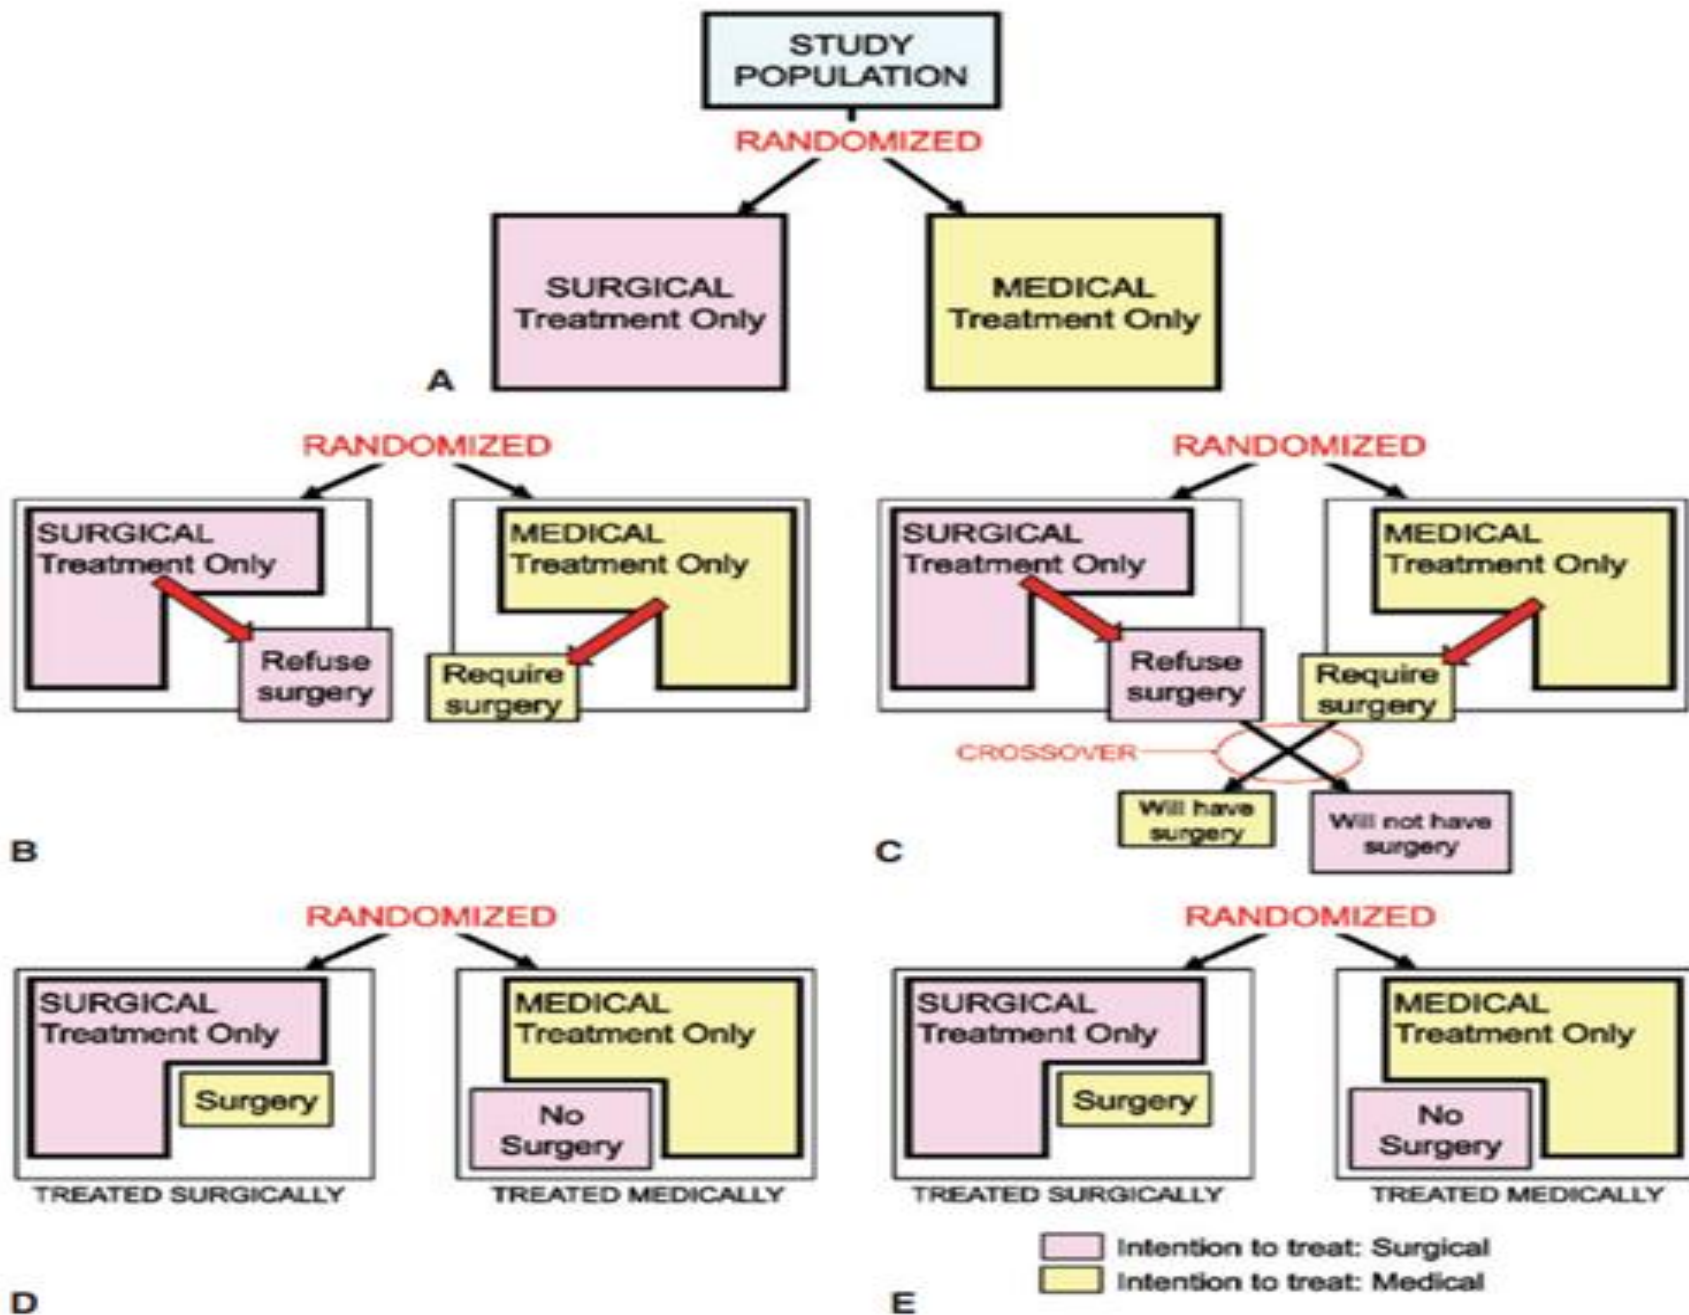 STUDY
POPULATION
RANDOMIZED
SURGICAL
Treatment Only
MEDICAL
Treatment Only
A
RANDOMIZED
SURGICAL
Treatment Only
Refuse
surgery
MEDICAL
Treatment Only
Require
surgery
B
RANDOMIZED
SURGICAL
Treatment Only
Refuse
surgery
MEDICAL
Treatment Only
Require
surgery
CROSSOVER
Will have
surgery
Will not have
surgery
C
RANDOMIZED
SURGICAL
Treatment Only
Surgery
TREATED SURGICALLY
MEDICAL
Treatment Only
No
Surgery
TREATED MEDICALLY
D
RANDOMIZED
SURGICAL
Treatment Only
Surgery
TREATED SURGICALLY
MEDICAL
Treatment Only
No
Surgery
TREATED MEDICALLY
Intention to treat: Surgical
Intention to treat: Medical
E